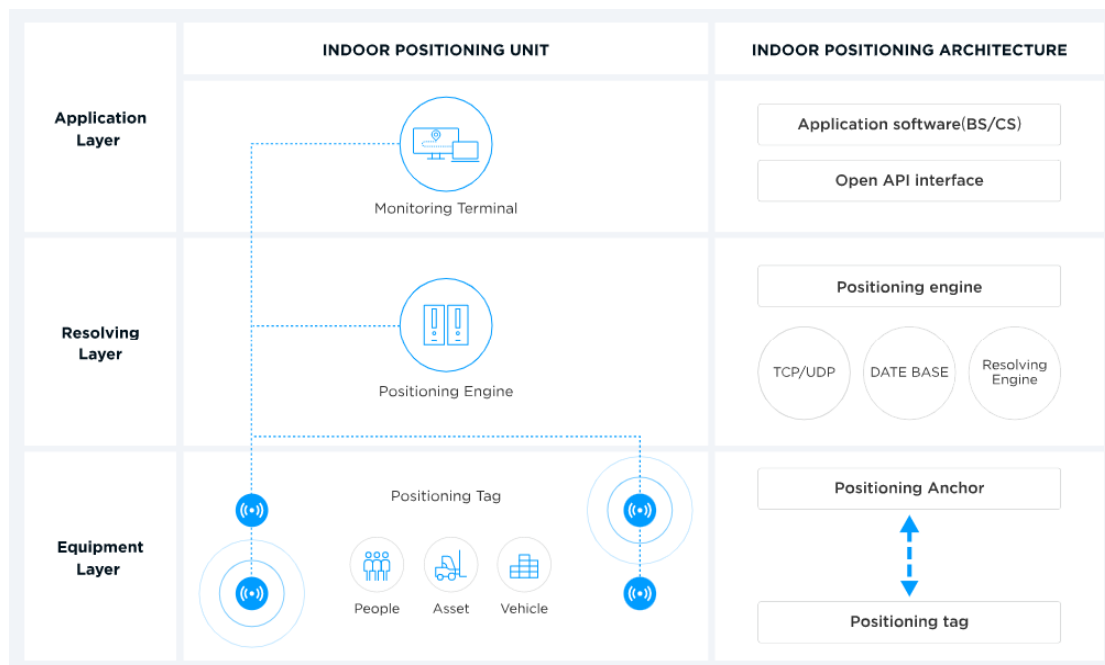 INDOOR POSITIONING UNIT
INDOOR POSITIONING ARCHITECTURE
Application
Layer
Monitoring Terminal
Application software(BS/CS)
Open API interface
Resolving
Layer
Positioning Engine
Positioning engine
TCP/UDP
DATE BASE
Resolving
Engine
Equipment
Layer
Positioning Tag
People
Asset
Vehicle
Positioning Anchor
Positioning tag